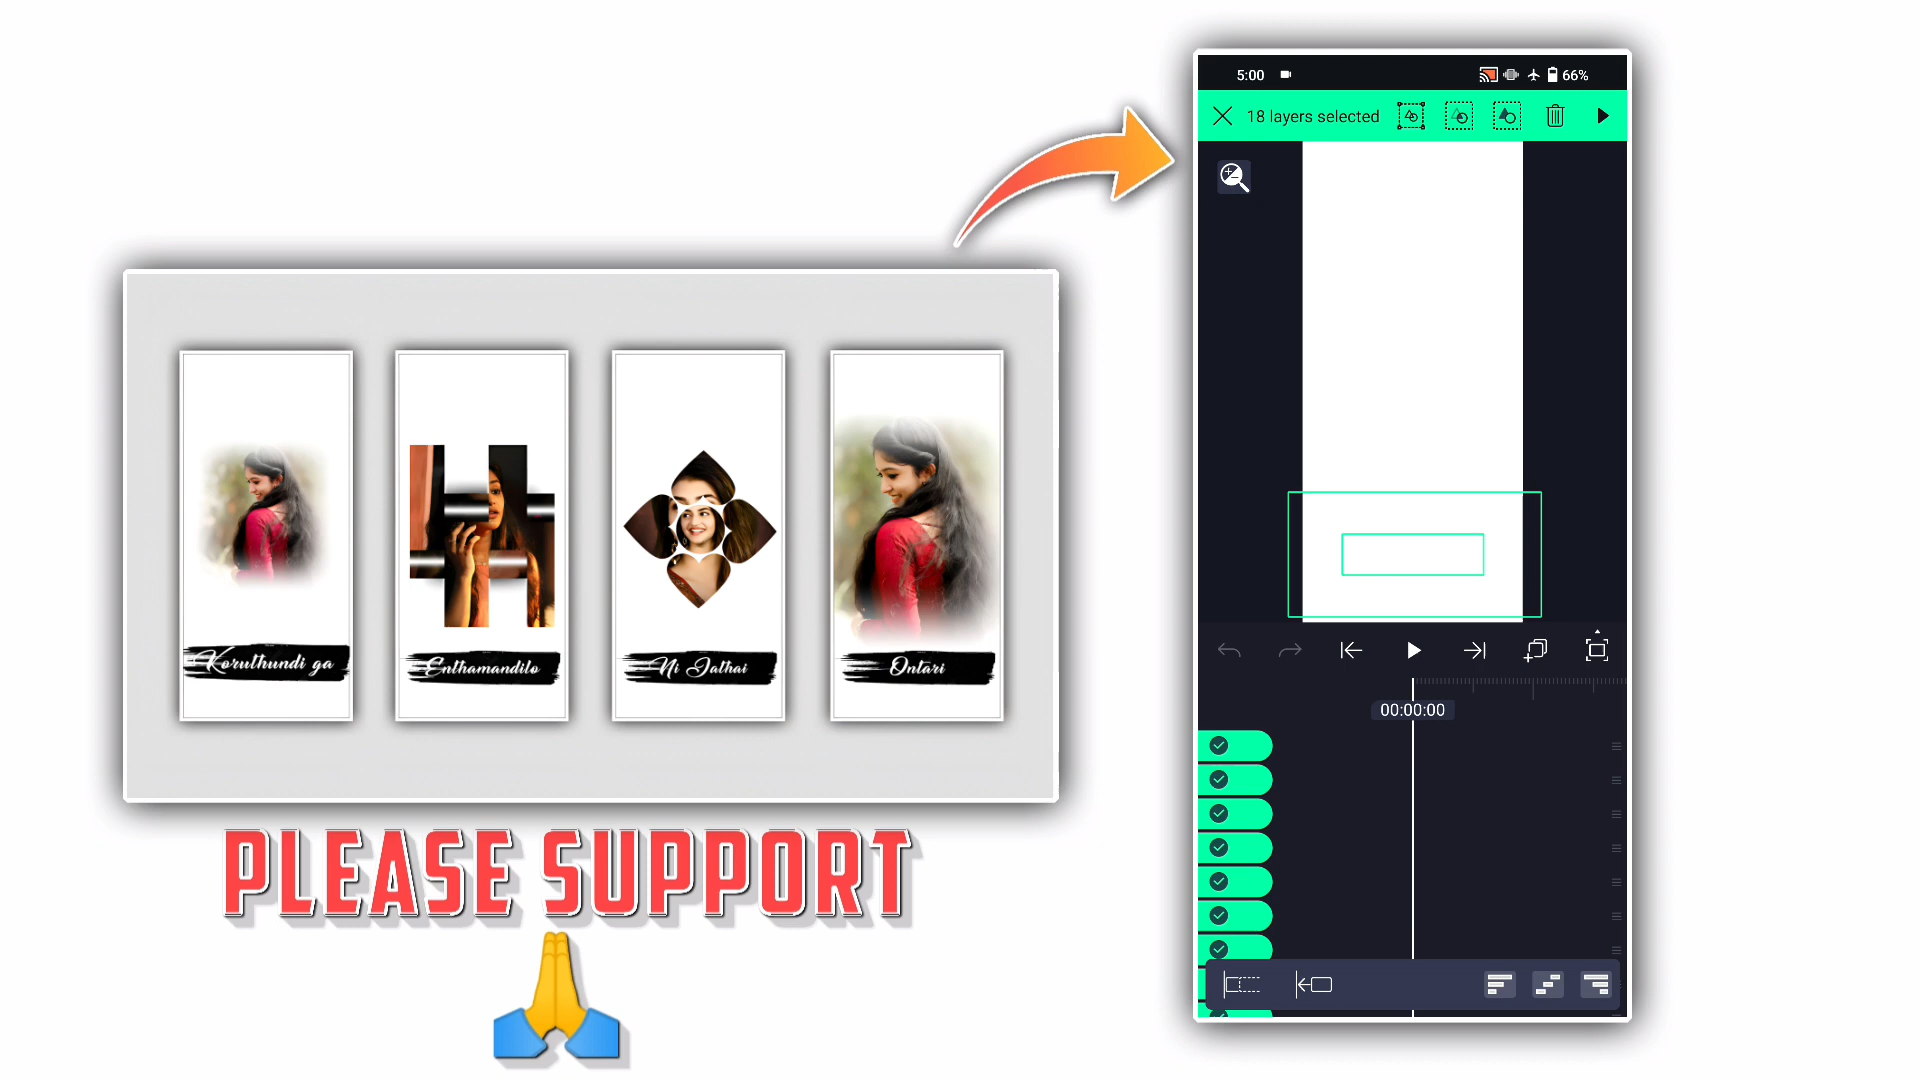 5:00
66%
18 layers selected
Koruthundi ga
Enthamandilo
Ni Jathai
Ontari
00:00:00
PLEASE SUPPORT